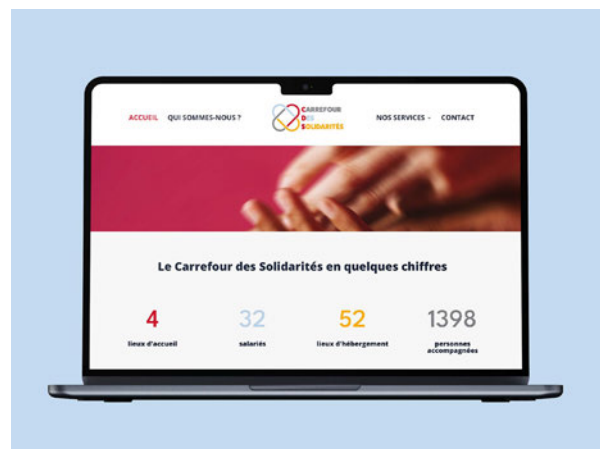 ACCUEIL QUI SOMMES-NOUS ?
CARREFOUR
DES
SOLIDARITÉS
NOS SERVICES - CONTACT
Le Carrefour des Solidarités en quelques chiffres
4
lieux d'accueil
32
salariés
52
lieux d'hébergement
1398
personnes
accompagnées